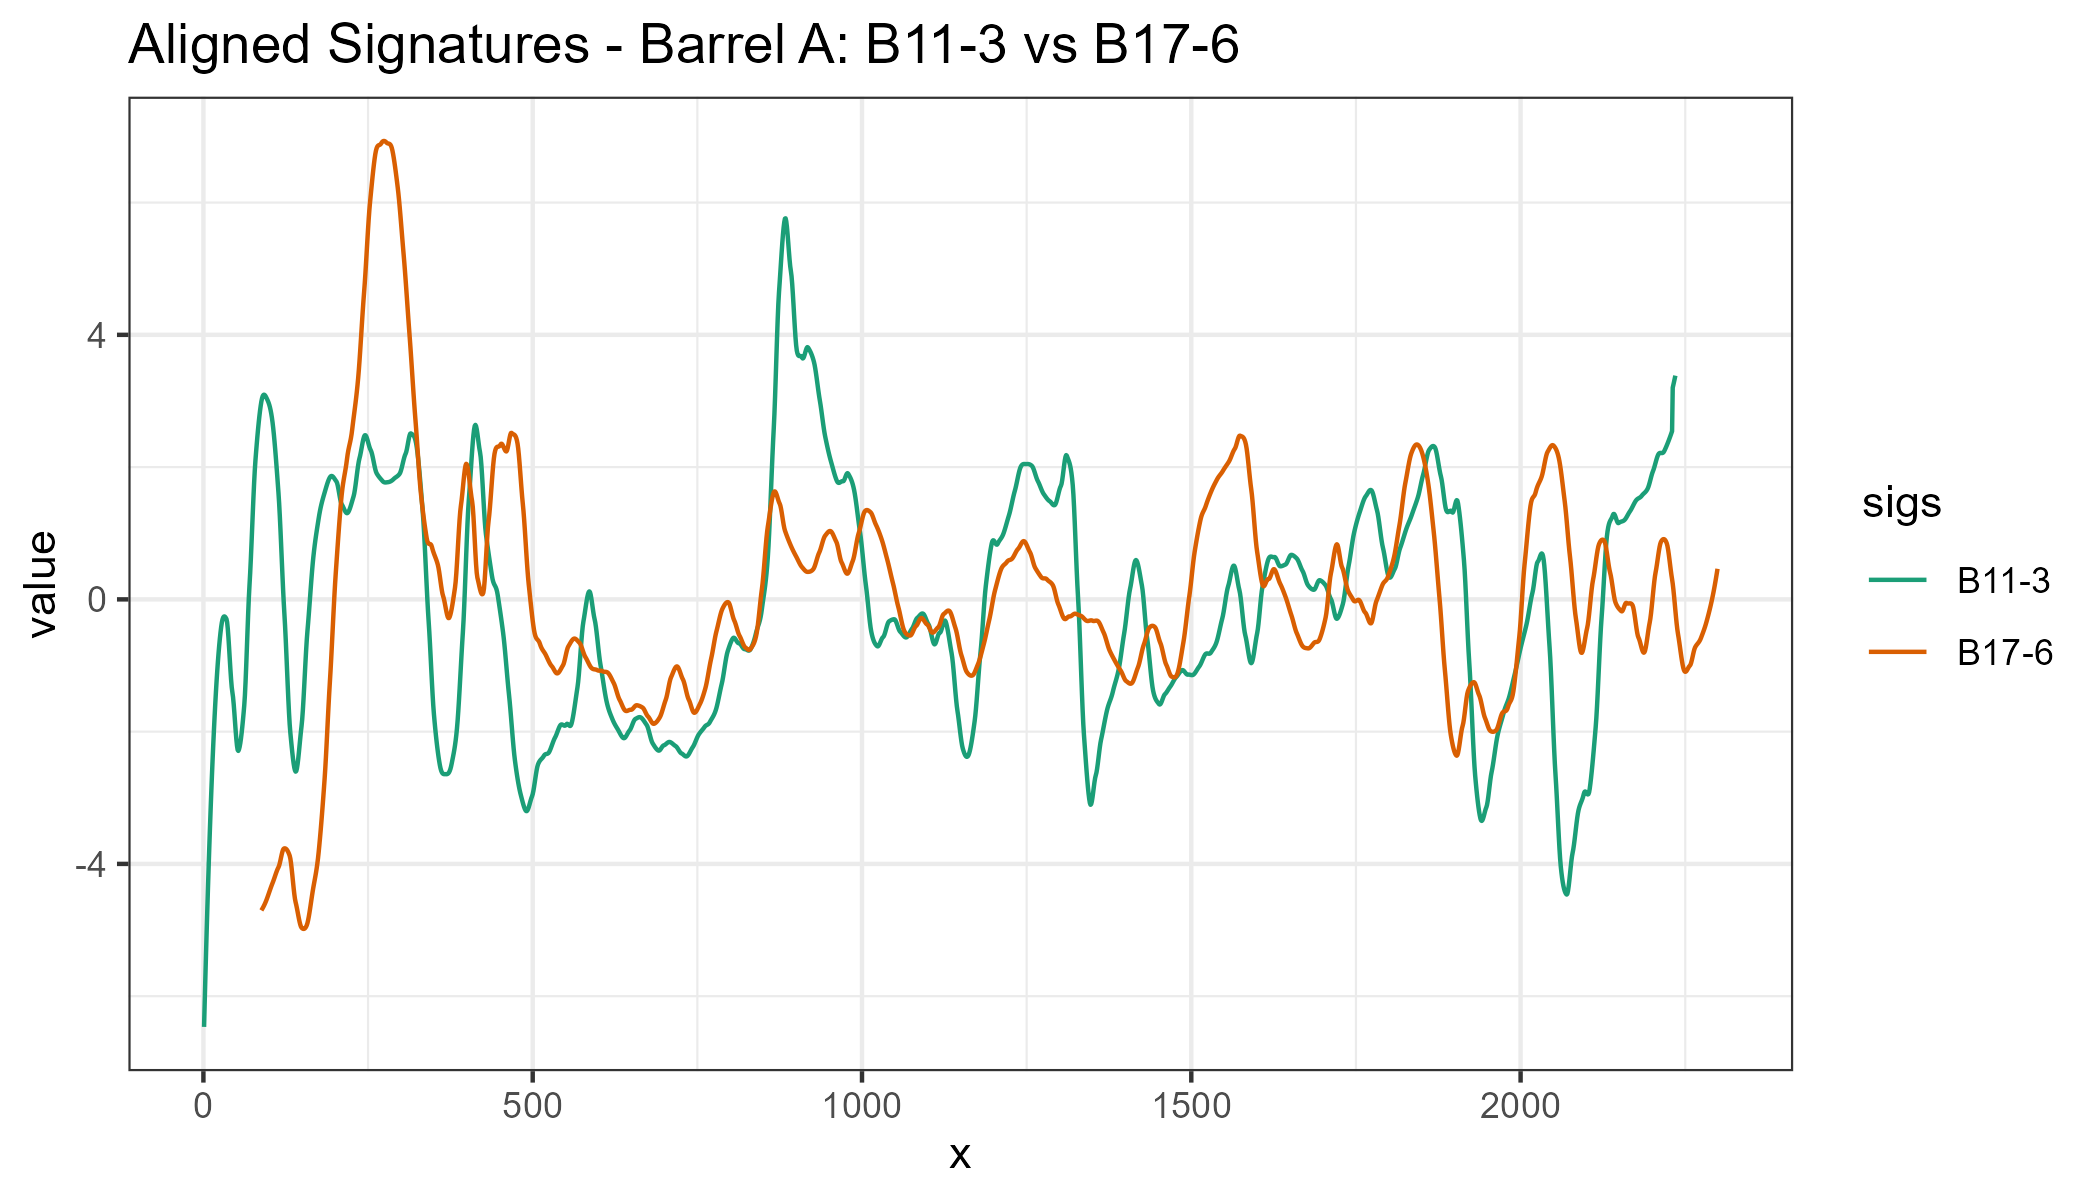 Aligned Signatures - Barrel A: B11-3 vs B17-6
value
4
0
-4
0 500 1000 1500 2000
x
sigs
B11-3
B17-6